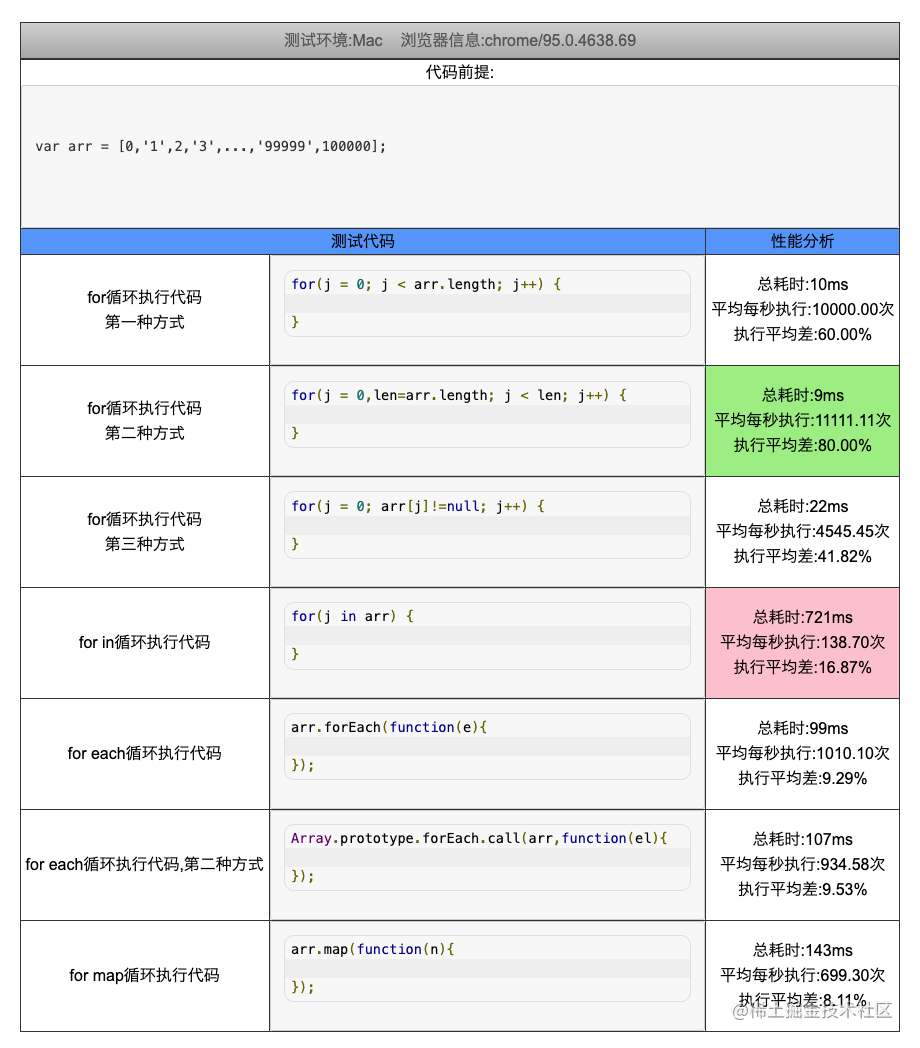 测试环境:Mac 浏览器信息:chrome/95.0.4638.69
代码前提:
var arr = [0,'1',2,'3',...,'99999',100000];
测试代码 性能分析
for循环执行代码
第一种方式
for(j = 0; j < arr.length; j++) {
}
总耗时:10ms
平均每秒执行:10000.00次
执行平均差:60.00%
for循环执行代码
第二种方式
for(j = 0,len=arr.length; j < len; j++) {
}
总耗时:9ms
平均每秒执行:11111.11次
执行平均差:80.00%
for循环执行代码
第三种方式
for(j = 0; arr[j]!=null; j++) {
}
总耗时:22ms
平均每秒执行:4545.45次
执行平均差:41.82%
for in循环执行代码
for(j in arr) {
}
总耗时:721ms
平均每秒执行:138.70次
执行平均差:16.87%
for each循环执行代码
arr.forEach(function(e){
});
总耗时:99ms
平均每秒执行:1010.10次
执行平均差:9.29%
for each循环执行代码,第二种方式
Array.prototype.forEach.call(arr,function(el){
});
总耗时:107ms
平均每秒执行:934.58次
执行平均差:9.53%
for map循环执行代码
arr.map(function(n){
});
总耗时:143ms
平均每秒执行:699.30次
执行平均差:8.11%
@稀土掘金技术社区